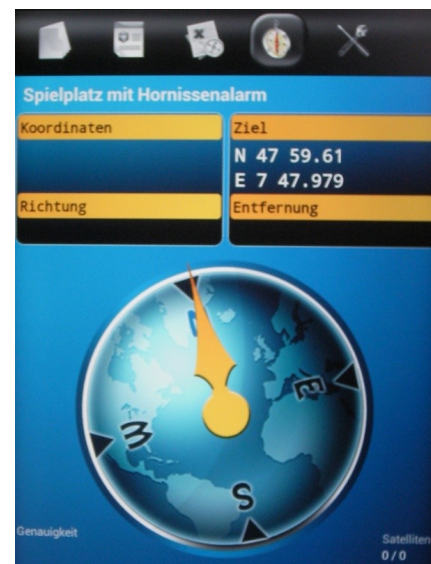 Spielplatz mit Hornissenalarm
Koordinaten
Ziel
N 47 59.61
E 7 47.979
Richtung
Entfernung
N
E
W
S
Genauigkeit
Satelliten
0/0